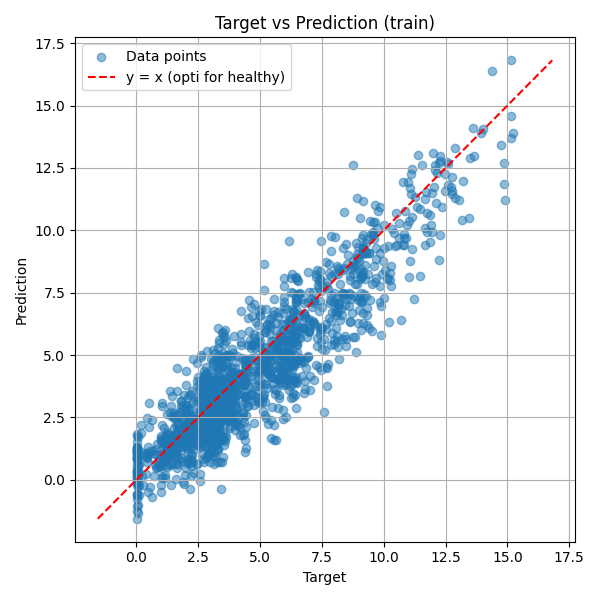 Target vs Prediction (train)
Data points
y = x (opti for healthy)
17.5
15.0
12.5
10.0
7.5
5.0
2.5
0.0
Prediction
0.0 2.5 5.0 7.5 10.0 12.5 15.0 17.5
Target